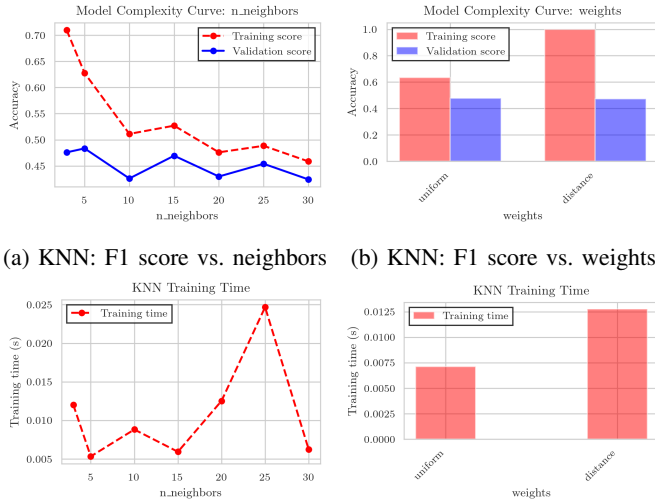 Model Complexity Curve: n_neighbors
Training score
Validation score
Accuracy
0.70
0.65
0.60
0.55
0.50
0.45
5
10
15
20
25
30
n_neighbors
Model Complexity Curve: weights
Training score
Validation score
Accuracy
1.0
0.8
0.6
0.4
0.2
0.0
uniform
distance
weights
(a) KNN: F1 score vs. neighbors
(b) KNN: F1 score vs. weights
KNN Training Time
Training time
Training time (s)
0.025
0.020
0.015
0.010
0.005
5
10
15
20
25
30
n_neighbors
KNN Training Time
Training time
Training time (s)
0.0125
0.0100
0.0075
0.0050
0.0025
0.0000
uniform
distance
weights